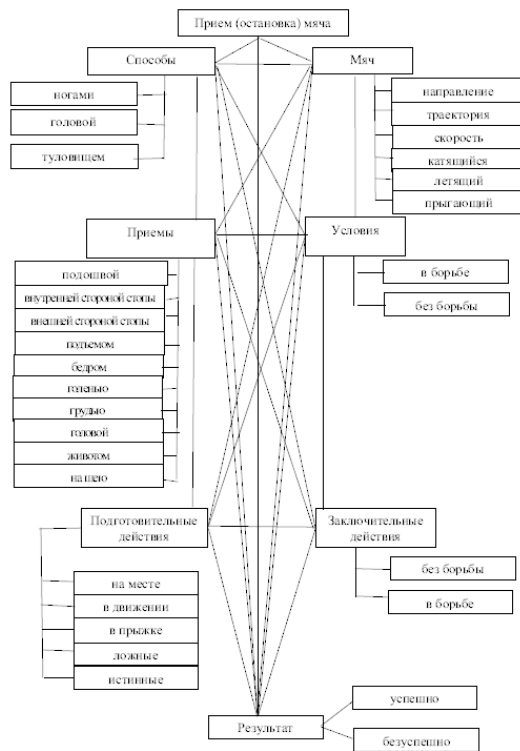 Прием (остановка) мяча
Способы
Мяч
ногами
головой
туловищем
направление
траектория
скорость
катящийся
летящий
прыгающий
Приемы
Условия
подошвой
внутренней стороной стопы
внешней стороной стопы
подъемом
бедром
голенью
грудью
головой
животом
на шею
в борьбе
без борьбы
Подготовительные
действия
Заключительные
действия
на месте
в движении
в прыжке
ложные
истинные
без борьбы
в борьбе
Результат
успешно
безуспешно